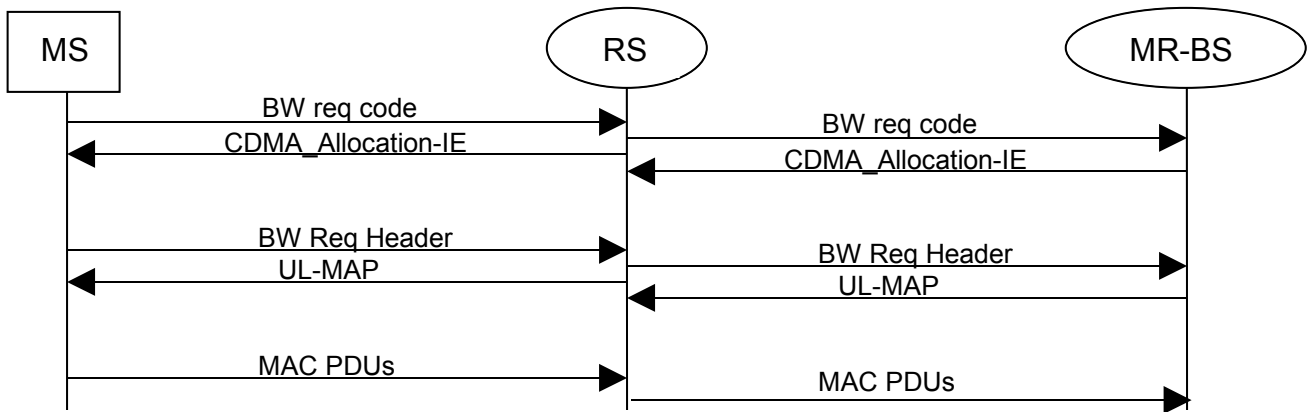 MS
RS
MR-BS
BW req code
BW req code
CDMA_Allocation-IE
CDMA_Allocation-IE
BW Req Header
BW Req Header
UL-MAP
UL-MAP
MAC PDUs
MAC PDUs